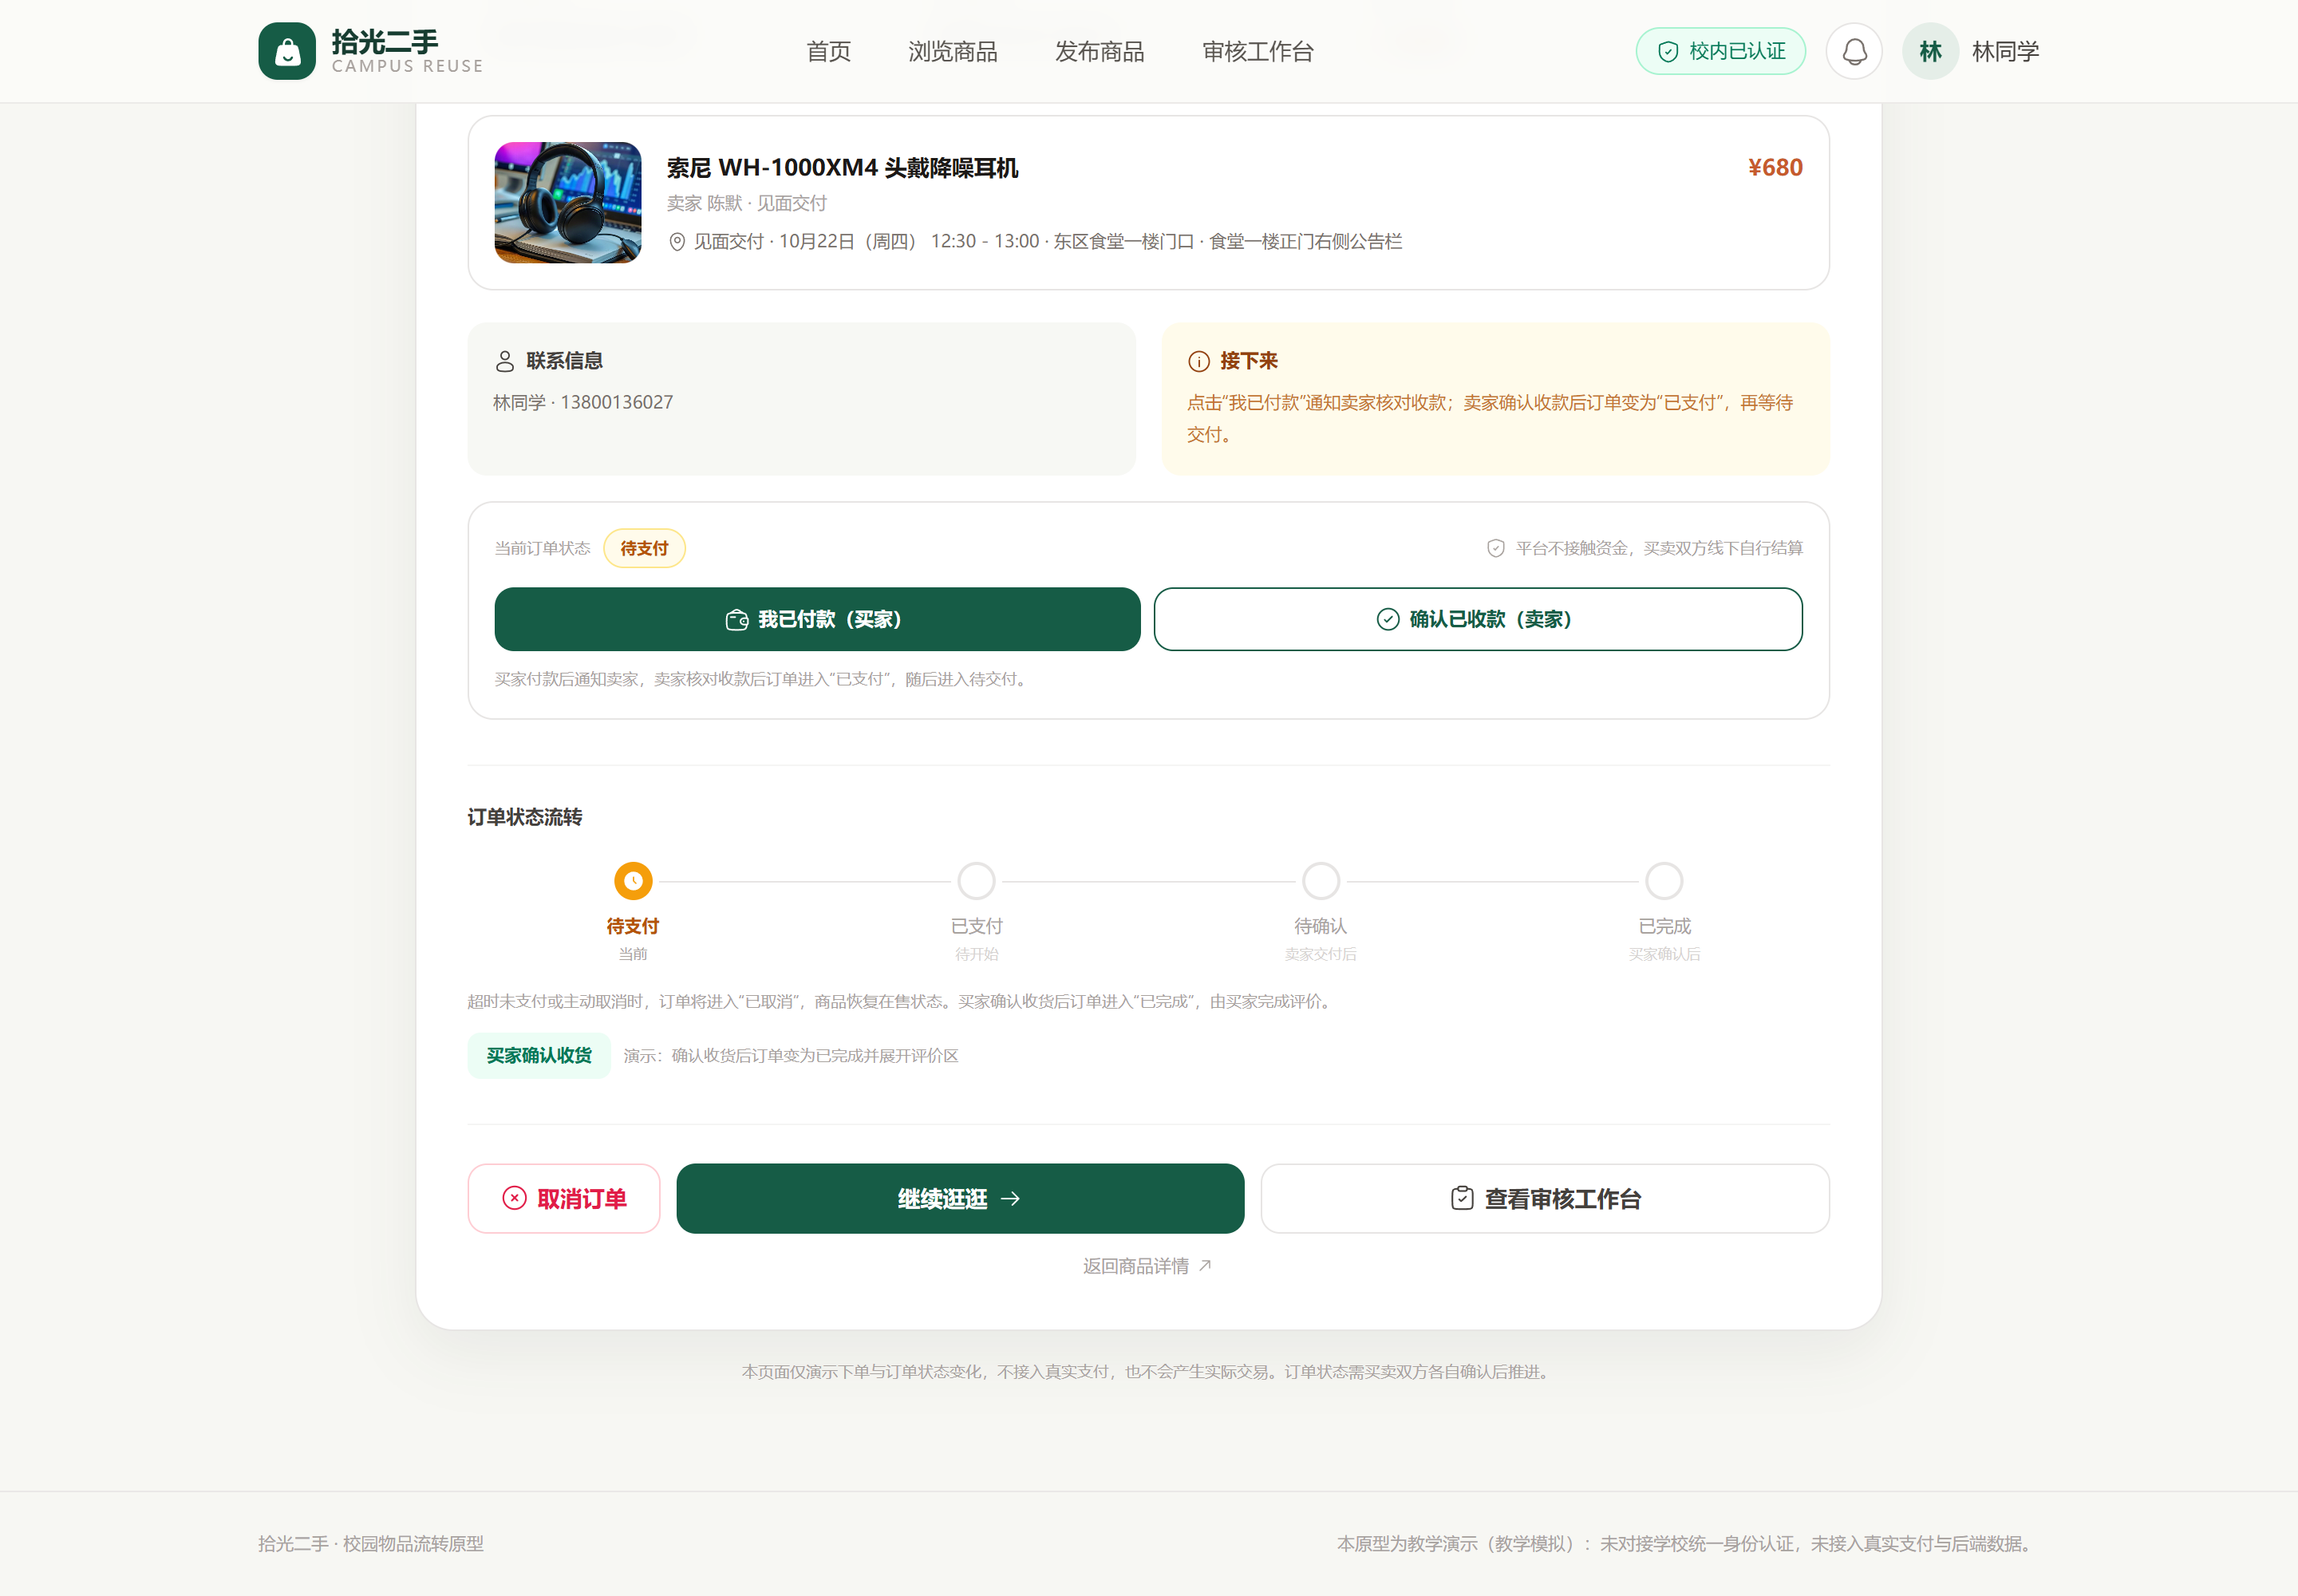 拾光二手
CAMPUS REUSE
首页
浏览商品
发布商品
审核工作台
校内已认证
林
林同学
索尼 WH-1000XM4 头戴降噪耳机
¥680
卖家 陈默 · 见面交付
见面交付 · 10月22日（周四） 12:30 - 13:00 · 东区食堂一楼门口 · 食堂一楼正门右侧公告栏
联系信息
林同学 · 13800136027
接下来
点击“我已付款”通知卖家核对收款；卖家确认收款后订单变为“已支付”，再等待
交付。
当前订单状态
待支付
平台不接触资金，买卖双方线下自行结算
我已付款（买家）
确认已收款（卖家）
买家付款后通知卖家，卖家核对收款后订单进入“已支付”，随后进入待交付。
订单状态流转
待支付
当前
已支付
待开始
待确认
卖家交付后
已完成
买家确认后
超时未支付或主动取消时，订单将进入“已取消”，商品恢复在售状态。买家确认收货后订单进入“已完成”，由买家完成评价。
买家确认收货
演示：确认收货后订单变为已完成并展开评价区
取消订单
继续逛逛
查看审核工作台
返回商品详情
本页面仅演示下单与订单状态变化，不接入真实支付，也不会产生实际交易。订单状态需买卖双方各自确认后推进。
拾光二手 · 校园物品流转原型
本原型为教学演示（教学模拟）：未对接学校统一身份认证，未接入真实支付与后端数据。